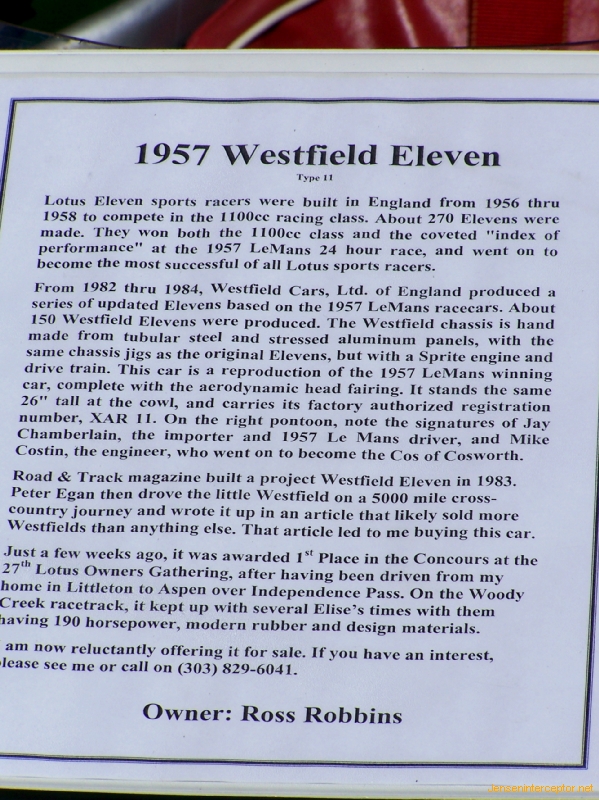 1957 Westfield Eleven
Type 11
Lotus Eleven sports racers were built in England from 1956 thru
1958 to compete in the 1100cc racing class. About 270 Elevens were
made. They won both the 1100cc class and the coveted "index of
performance" at the 1957 LeMans 24 hour race, and went on to
become the most successful of all Lotus sports racers.
From 1982 thru 1984, Westfield Cars, Ltd. of England produced a
series of updated Elevens based on the 1957 LeMans racecars. About
150 Westfield Elevens were produced. The Westfield chassis is hand
made from tubular steel and stressed aluminum panels, with the
same chassis jigs as the original Elevens, but with a Sprite engine and
drive train. This car is a reproduction of the 1957 LeMans winning
car, complete with the aerodynamic head fairing. It stands the same
26" tall at the cowl, and carries its factory authorized registration
number, XAR 11. On the right pontoon, note the signatures of Jay
Chamberlain, the importer and 1957 Le Mans driver, and Mike
Costin, the engineer, who went on to become the Cos of Cosworth.
Road & Track magazine built a project Westfield Eleven in 1983.
Peter Egan then drove the little Westfield on a 5000 mile cross-
country journey and wrote it up in an article that likely sold more
Westfields than anything else. That article led to me buying this car.
Just a few weeks ago, it was awarded 1st Place in the Concours at the
27th Lotus Owners Gathering, after having been driven from my
home in Littleton to Aspen over Independence Pass. On the Woody
Creek racetrack, it kept up with several Elise's times with them
having 190 horsepower, modern rubber and design materials.
am now reluctantly offering it for sale. If you have an interest,
lease see me or call on (303) 829-6041.
Owner: Ross Robbins
jenseninterceptor.net